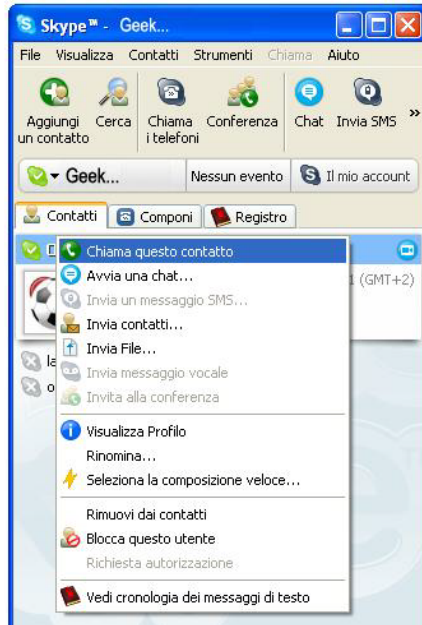 Skype™ - Geek...
File Visualizza Contatti Strumenti Chiama Aiuto
Aggiungi un contatto
Cerca
Chiama i telefoni
Conferenza
Chat
Invia SMS
»
Geek... Nessun evento Il mio account
Contatti Componi Registro
Chiama questo contatto
Avvia una chat...
1 (GMT+2)
Invia un messaggio SMS...
Invia contatti...
Invia File...
Invia messaggio vocale
Invita alla conferenza
Visualizza Profilo
Rinomina...
Seleziona la composizione veloce...
Rimuovi dai contatti
Blocca questo utente
Richiesta autorizzazione
Vedi cronologia dei messaggi di testo